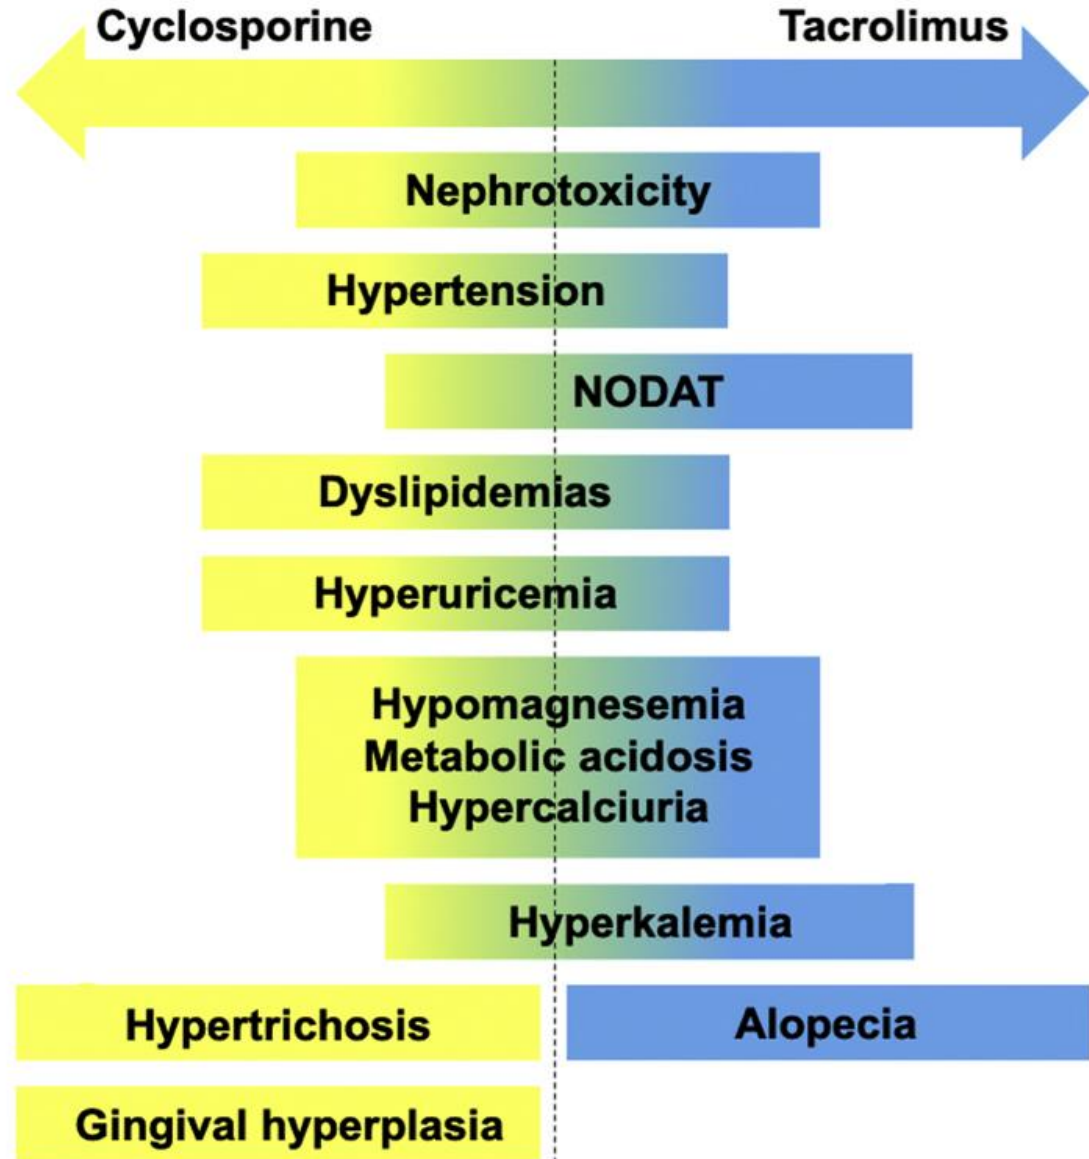 Cyclosporine
Tacrolimus
Nephrotoxicity
Hypertension
NODAT
Dyslipidemias
Hyperuricemia
Hypomagnesemia
Metabolic acidosis
Hypercalciuria
Hyperkalemia
Hypertrichosis
Alopecia
Gingival hyperplasia